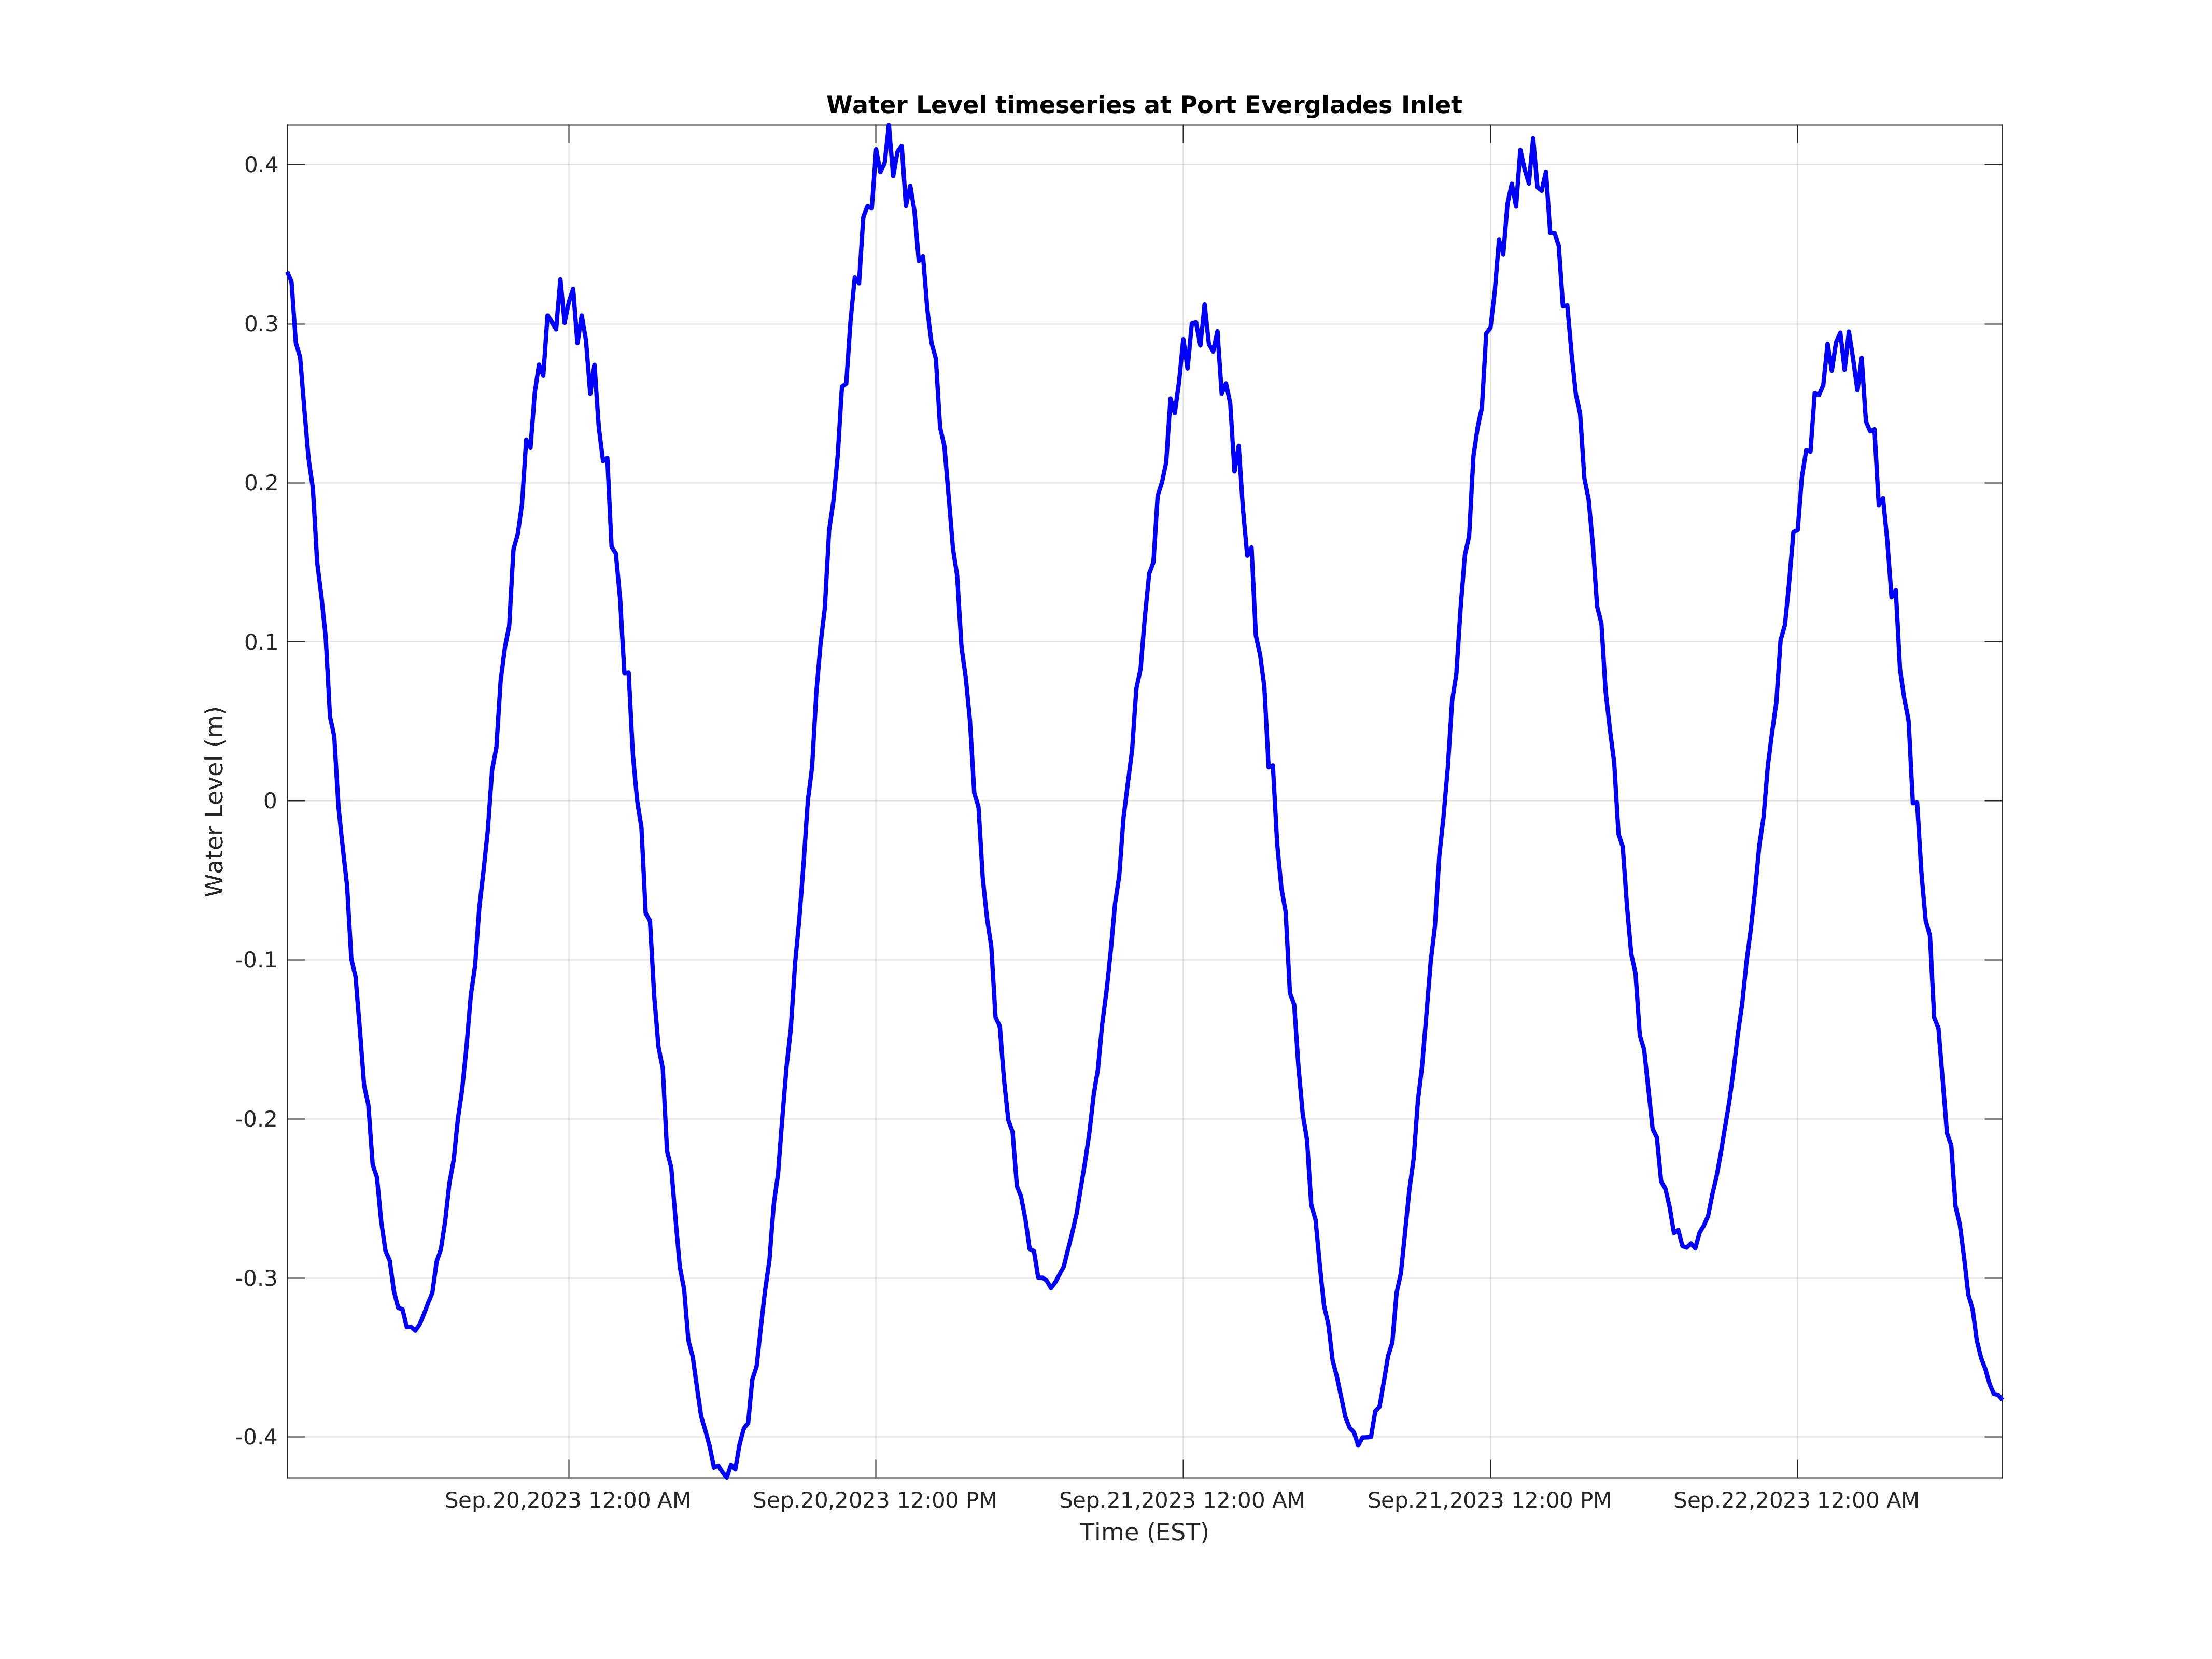 Water Level timeseries at Port Everglades Inlet
0.4
0.3
0.2
0.1
0
-0.1
-0.2
-0.3
-0.4
Water Level (m)
Sep.20,2023 12:00 AM
Sep.20,2023 12:00 PM
Sep.21,2023 12:00 AM
Sep.21,2023 12:00 PM
Sep.22,2023 12:00 AM
Time (EST)